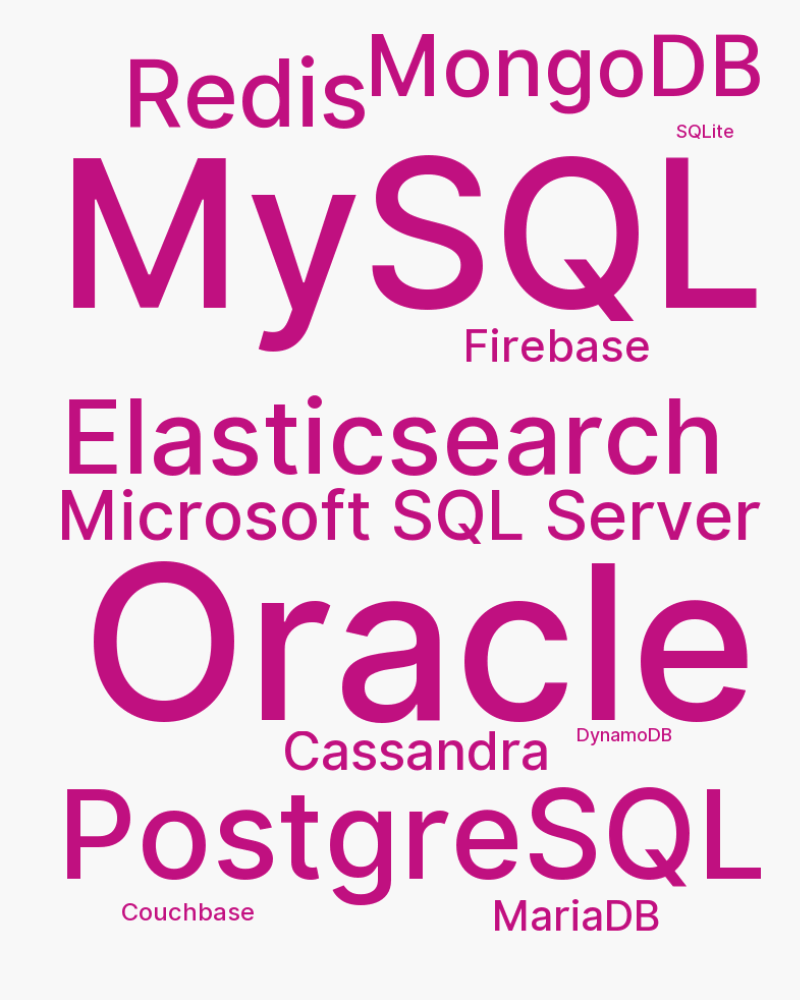 Redis MongoDB
SQLite
MySQL
Firebase
Elasticsearch
Microsoft SQL Server
Oracle
Cassandra DynamoDB
PostgreSQL
Couchbase MariaDB